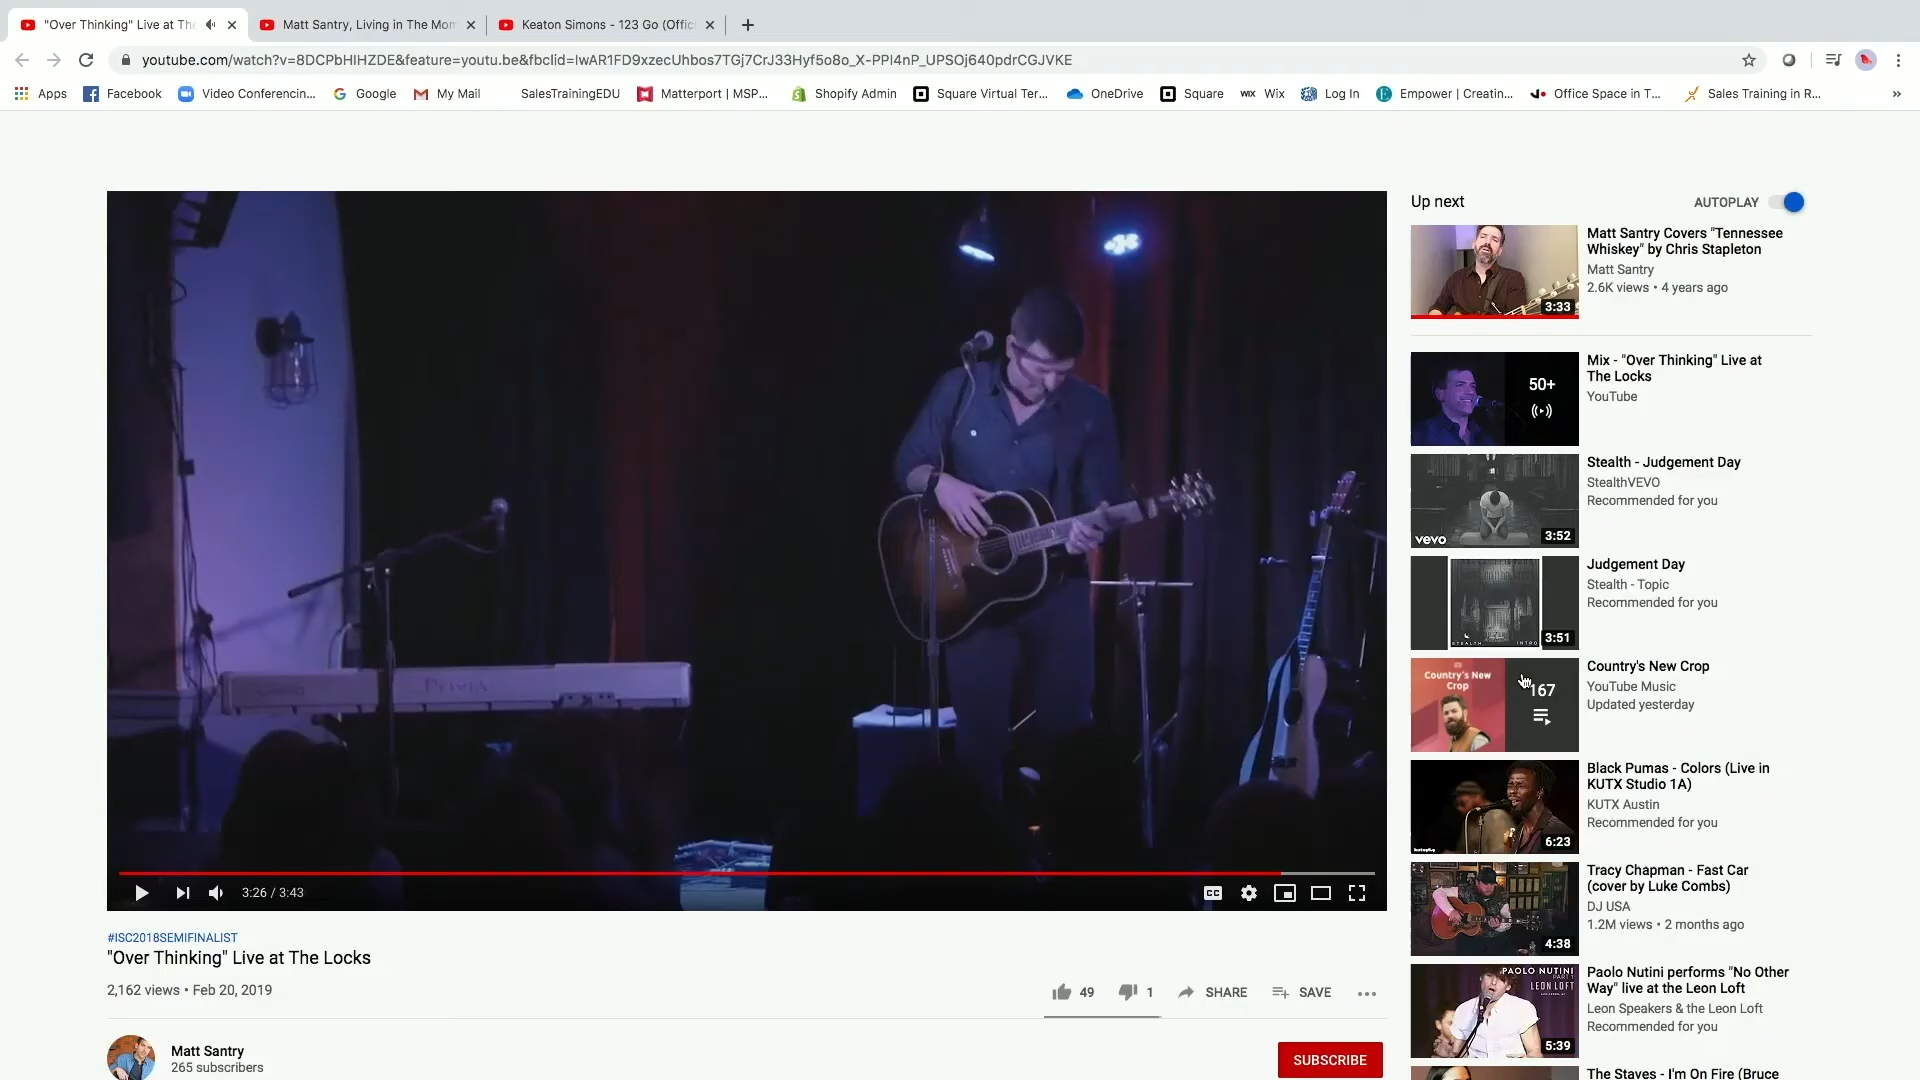 "Over Thinking" Live at The
Matt Santry, Living in The Mom
Keaton Simons - 123 Go (Offic
youtube.com/watch?v=8DCPbHIHZDE&feature=youtu.be&fbclid=IwAR1FD9xzecUhbos7TGj7CrJ33Hyf5o8o_X-PPI4nP_UPSOj640pdrCGJVKE
Apps Facebook Video Conferencin... Google My Mail SalesTrainingEDU Matterport | MSP... Shopify Admin Square Virtual Ter... OneDrive Square WIX Wix Log In Empower | Creatin... Office Space in T... Sales Training in R... »
Up next
AUTOPLAY
Matt Santry Covers "Tennessee
Whiskey" by Chris Stapleton
Matt Santry
2.6K views • 4 years ago
3:33
Mix - "Over Thinking" Live at
The Locks
YouTube
50+
Stealth - Judgement Day
StealthVEVO
Recommended for you
vevo
3:52
Judgement Day
Stealth - Topic
Recommended for you
STEALTH INTRO
3:51
Country's New Crop
YouTube Music
Updated yesterday
Country's New
Crop
167
Black Pumas - Colors (Live in
KUTX Studio 1A)
KUTX Austin
Recommended for you
6:23
Tracy Chapman - Fast Car
(cover by Luke Combs)
DJ USA
1.2M views • 2 months ago
4:38
Paolo Nutini performs "No Other
Way" live at the Leon Loft
Leon Speakers & the Leon Loft
Recommended for you
PAOLO NUTINI
PART 1
LEON LOFT
5:39
The Staves - I'm On Fire (Bruce
PRIVIA
3:26 / 3:43
CC
#ISC2018SEMIFINALIST
"Over Thinking" Live at The Locks
2,162 views • Feb 20, 2019
49 1 SHARE SAVE
Matt Santry
265 subscribers
SUBSCRIBE